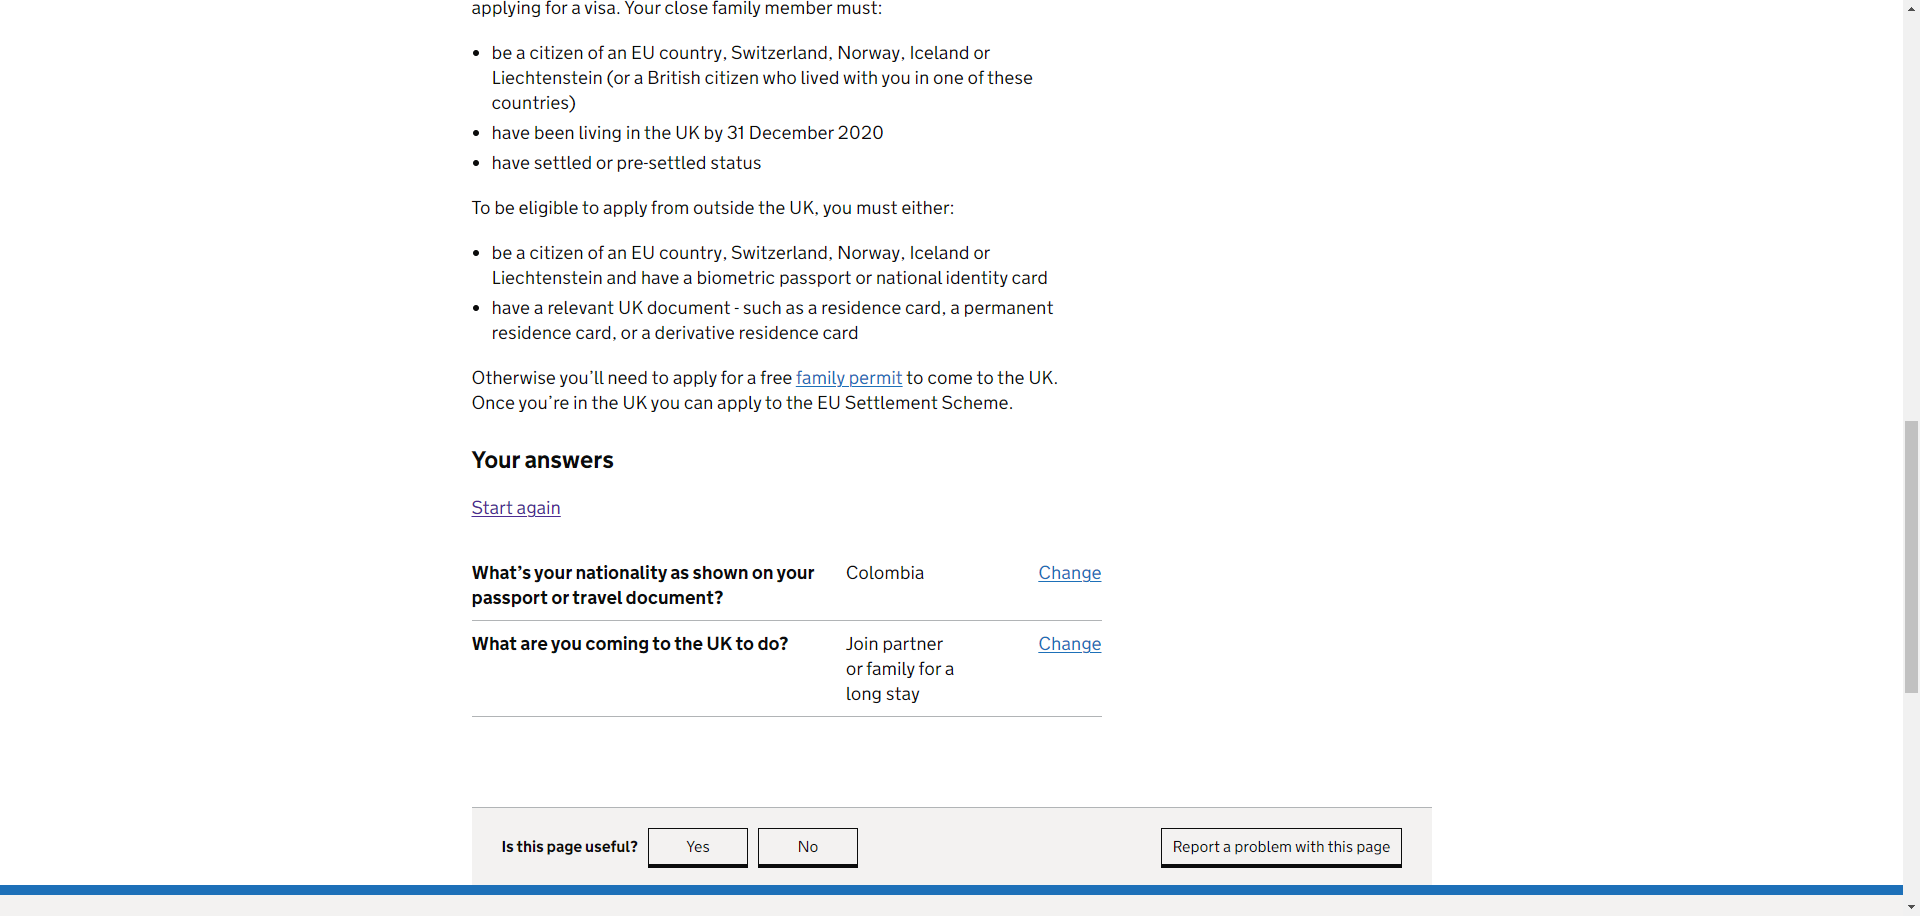 applying for a visa. Your close family member must:
• be a citizen of an EU country, Switzerland, Norway, Iceland or
Liechtenstein (or a British citizen who lived with you in one of these
countries)
• have been living in the UK by 31 December 2020
• have settled or pre-settled status
To be eligible to apply from outside the UK, you must either:
• be a citizen of an EU country, Switzerland, Norway, Iceland or
Liechtenstein and have a biometric passport or national identity card
• have a relevant UK document - such as a residence card, a permanent
residence card, or a derivative residence card
Otherwise you’ll need to apply for a free family permit to come to the UK.
Once you’re in the UK you can apply to the EU Settlement Scheme.
Your answers
Start again
What’s your nationality as shown on your
passport or travel document?
Colombia
Change
What are you coming to the UK to do?
Join partner
or family for a
long stay
Change
Is this page useful?
Yes
No
Report a problem with this page